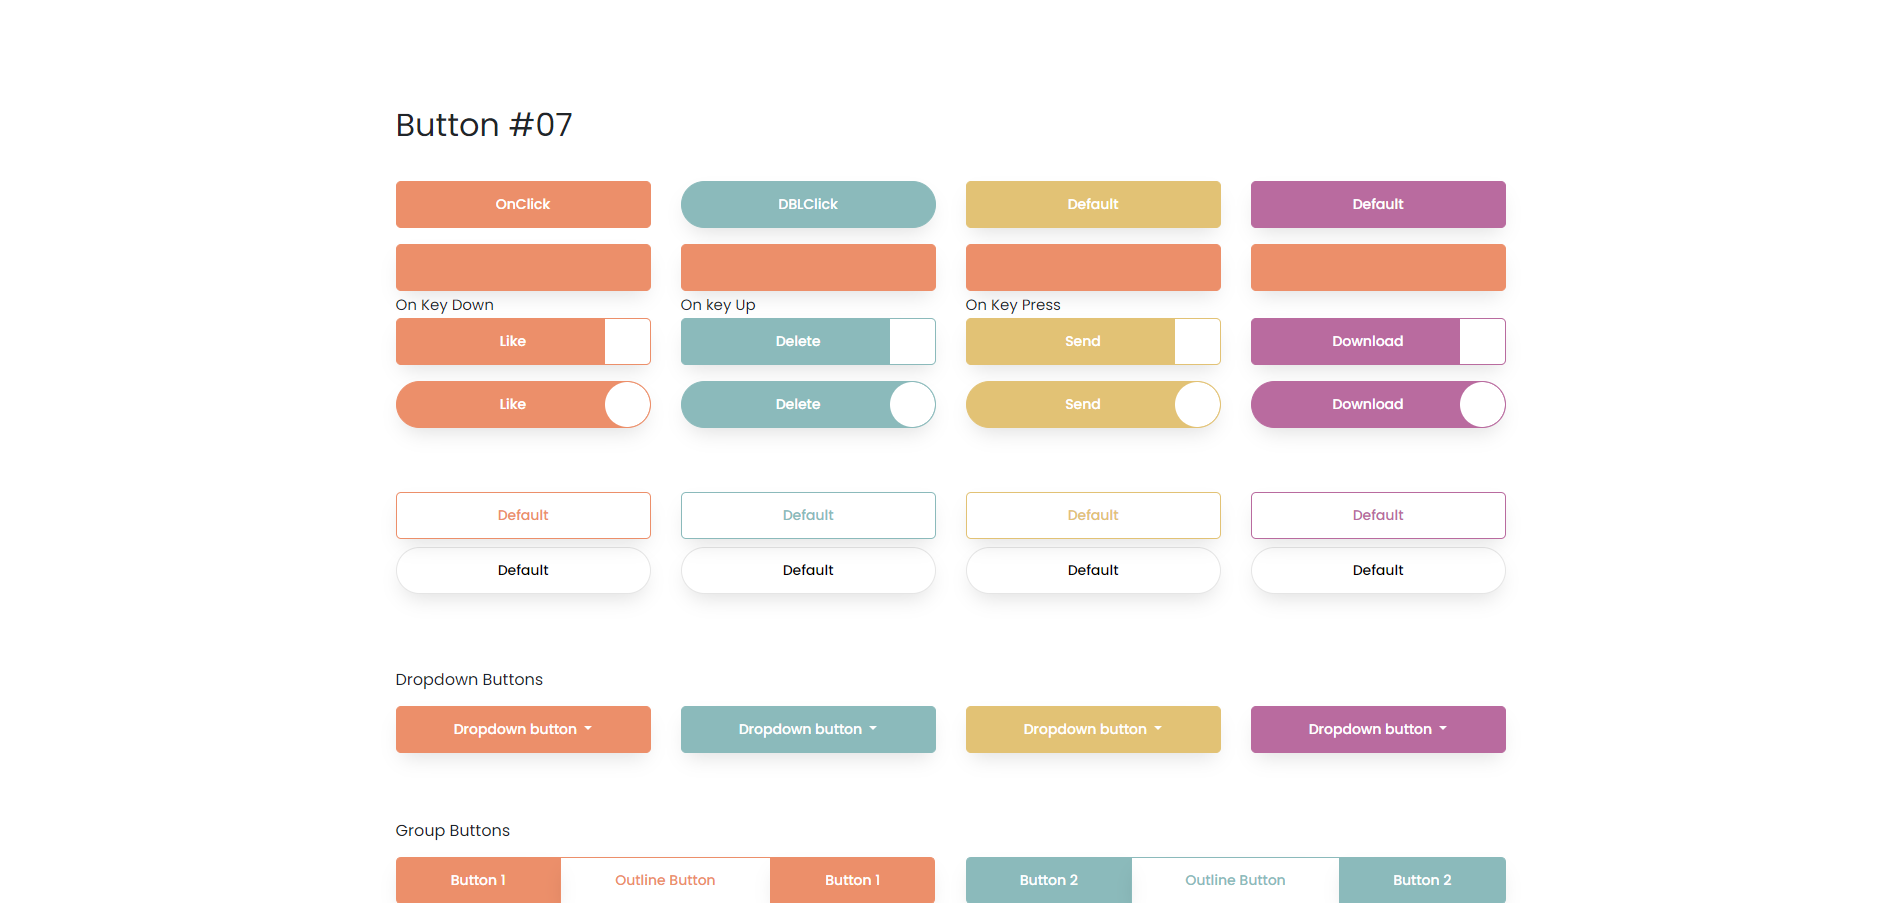 Button #07
OnClick DBLClick Default Default
On Key Down On key Up On Key Press
Like Delete Send Download
Like Delete Send Download
Default Default Default Default
Default Default Default Default
Dropdown Buttons
Dropdown button Dropdown button Dropdown button Dropdown button
Group Buttons
Button 1 Outline Button Button 1 Button 2 Outline Button Button 2